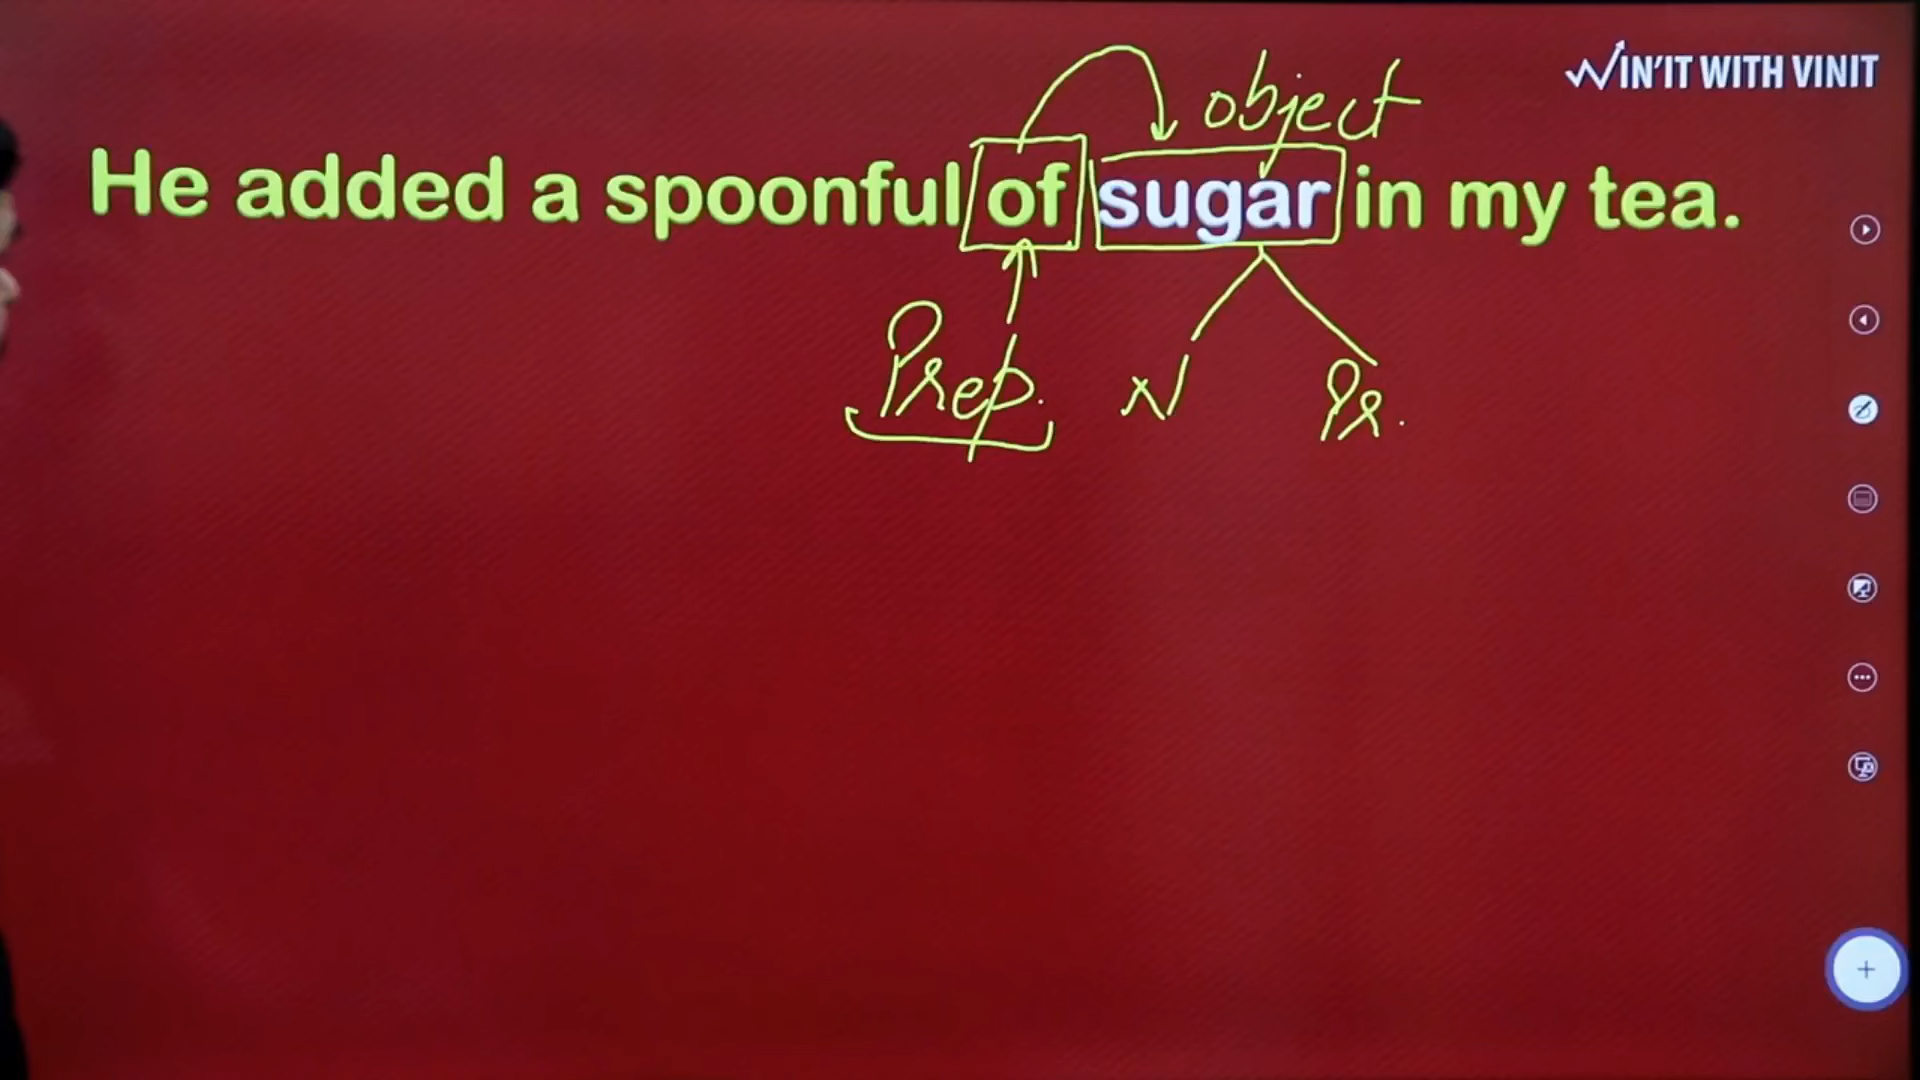 WIN'IT WITH VINIT
object
He added a spoonful of sugar in my tea.
Prep. N Pr.